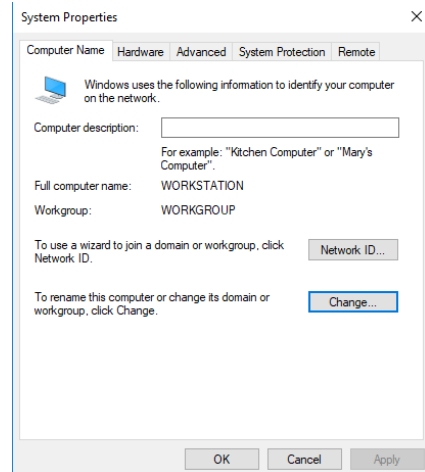 System Properties
Computer Name Hardware Advanced System Protection Remote
Windows uses the following information to identify your computer
on the network.
Computer description:
For example: "Kitchen Computer" or "Mary's
Computer".
Full computer name: WORKSTATION
Workgroup: WORKGROUP
To use a wizard to join a domain or workgroup, click
Network ID.
Network ID...
To rename this computer or change its domain or
workgroup, click Change.
Change...
OK Cancel Apply